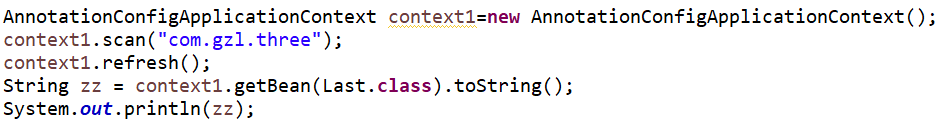 AnnotationConfigApplicationContext context1=new AnnotationConfigApplicationContext();
context1.scan("com.gzl.three");
context1.refresh();
String zz = context1.getBean(Last.class).toString();
System.out.println(zz);